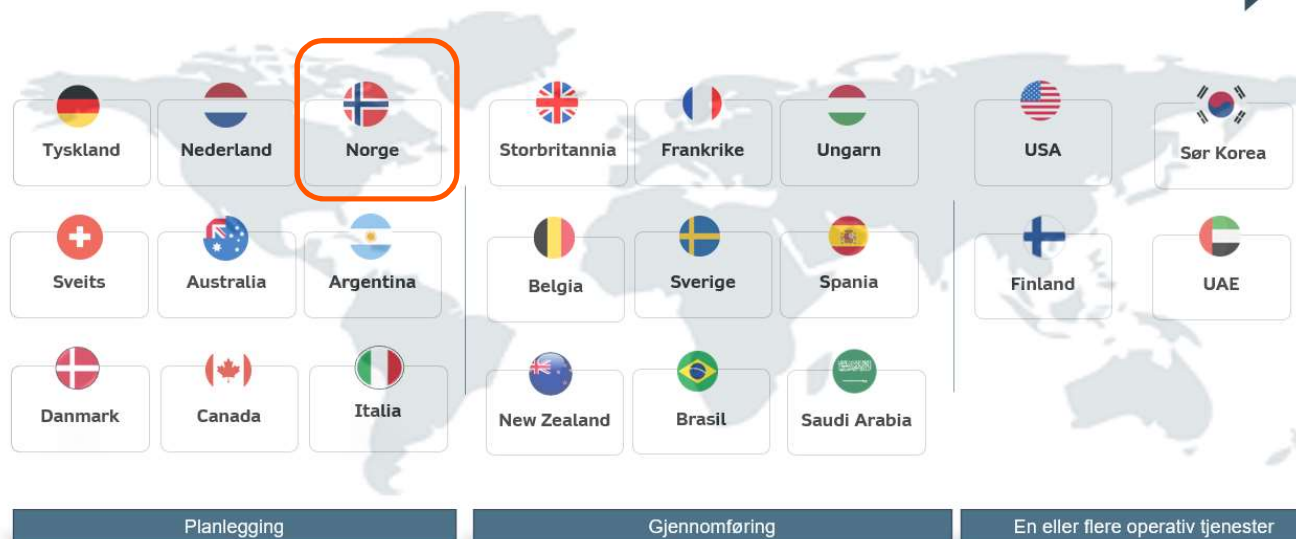 Tyskland
Nederland
Norge
Storbritannia
Frankrike
Ungarn
USA
Sør Korea
Sveits
Australia
Argentina
Belgia
Sverige
Spania
Finland
UAE
Danmark
Canada
Italia
New Zealand
Brasil
Saudi Arabia
Planlegging
Gjennomføring
En eller flere operativ tjenester